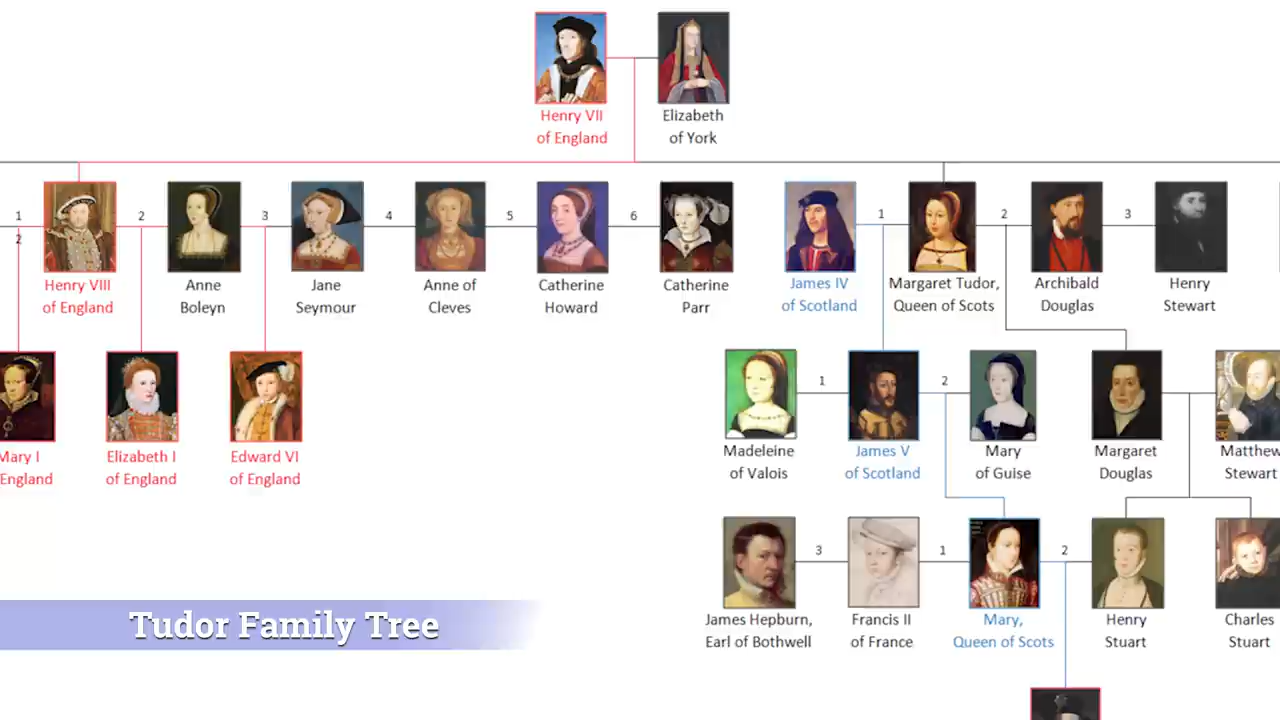 Henry VII
of England
Elizabeth
of York
1
2
2
3
4
5
6
1
2
3
Henry VIII
of England
Anne
Boleyn
Jane
Seymour
Anne of
Cleves
Catherine
Howard
Catherine
Parr
James IV
of Scotland
Margaret Tudor,
Queen of Scots
Archibald
Douglas
Henry
Stewart
1
2
Mary I
England
Elizabeth I
of England
Edward VI
of England
Madeleine
of Valois
James V
of Scotland
Mary
of Guise
Margaret
Douglas
Matthew
Stewart
3
1
2
James Hepburn,
Earl of Bothwell
Francis II
of France
Mary,
Queen of Scots
Henry
Stuart
Charles
Stuart
Tudor Family Tree